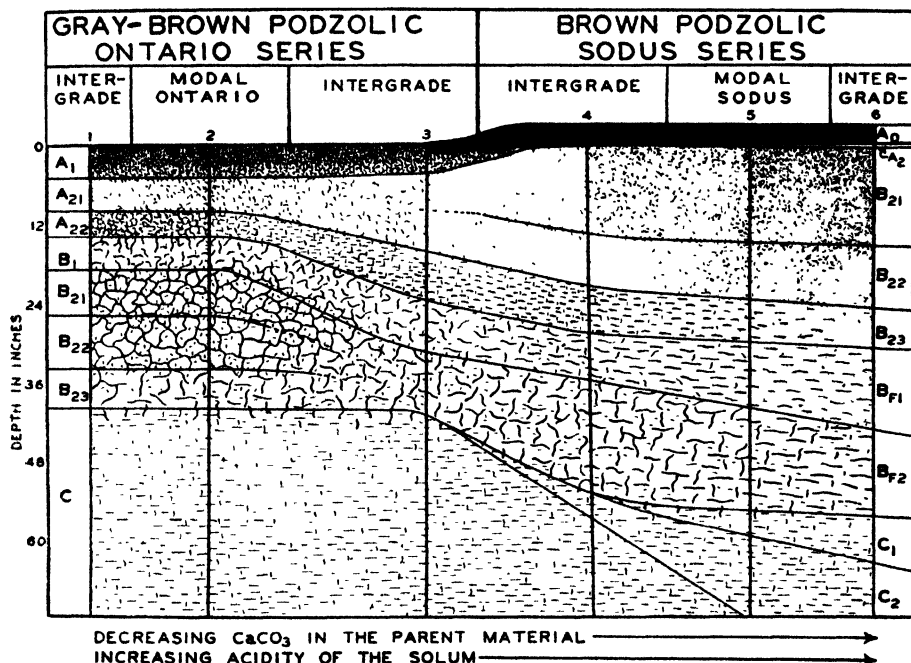 GRAY-BROWN PODZOLIC
ONTARIO SERIES
BROWN PODZOLIC
SODUS SERIES
INTER-
GRADE
MODAL
ONTARIO
INTERGRADE
INTERGRADE
MODAL
SODUS
INTER-
GRADE
1 2 3 4 5 6
DEPTH IN INCHES
0
12
24
36
48
60
A1
A21
A22
B1
B21
B22
B23
C
A0
A2
B21
B22
B23
BF1
BF2
C1
C2
DECREASING CaCO3 IN THE PARENT MATERIAL
INCREASING ACIDITY OF THE SOLUM